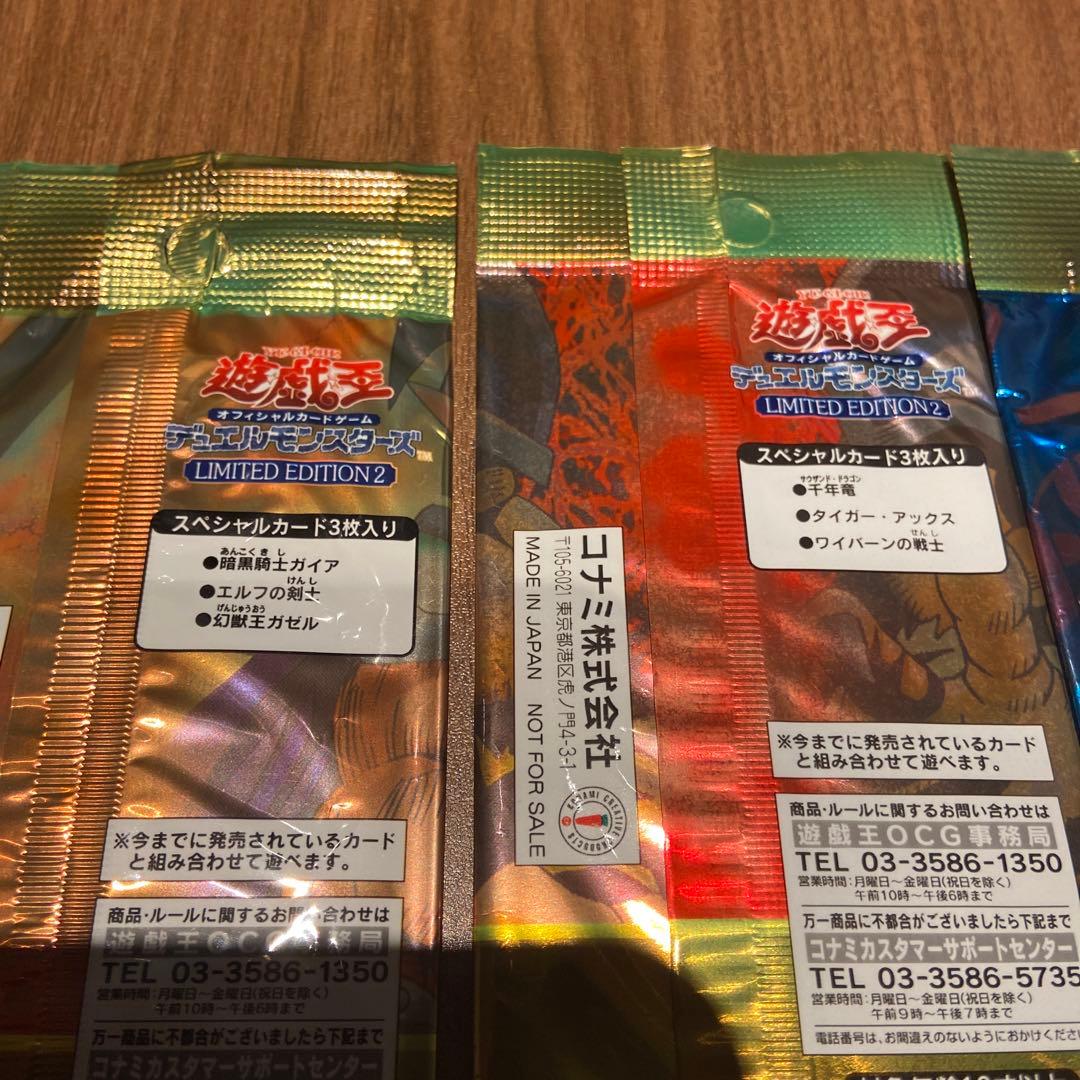 YU-GI-OH!
遊戯王
オフィシャルカードゲーム
デュエルモンスターズ™
LIMITED EDITION 2
スペシャルカード3枚入り
あんこくきし
●暗黒騎士ガイア
けんし
●エルフの剣士
げんじゅうおう
●幻獣王ガゼル
※今までに発売されているカード
と組み合わせて遊べます。
商品・ルールに関するお問い合わせは
遊戯王OCG事務局
TEL 03-3586-1350
営業時間:月曜日～金曜日(祝日を除く)
午前10時～午後6時まで
万一商品に不都合がございましたら下記まで
コナミカスタマーサポートセンター
コナミ株式会社
〒105-6021 東京都港区虎ノ門4-3-1
MADE IN JAPAN NOT FOR SALE
KONAMI CREATIVE PRODUCTS
YU-GI-OH!
遊戯王
オフィシャルカードゲーム
デュエルモンスターズ
LIMITED EDITION 2
スペシャルカード3枚入り
サウザンド・ドラゴン
●千年竜
●タイガー・アックス
せんし
●ワイバーンの戦士
※今までに発売されているカード
と組み合わせて遊べます。
商品・ルールに関するお問い合わせは
遊戯王OCG事務局
TEL 03-3586-1350
営業時間:月曜日～金曜日(祝日を除く)
午前10時～午後6時まで
万一商品に不都合がございましたら下記まで
コナミカスタマーサポートセンター
TEL 03-3586-5735
営業時間:月曜日～金曜日(祝日を除く)
午前9時～午後7時まで
電話番号は、お間違えのないようにおかけくださ